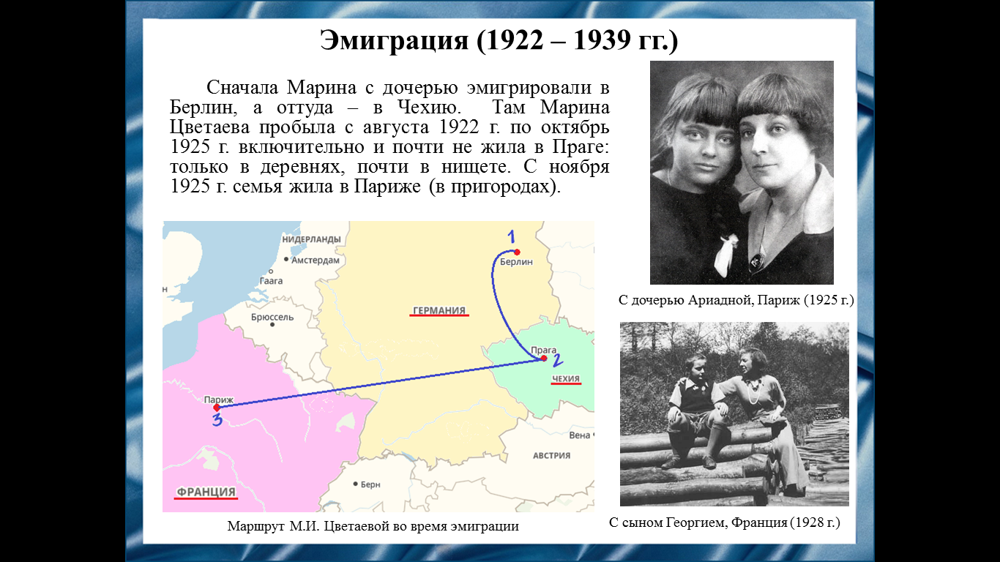 Эмиграция (1922 – 1939 гг.)
Сначала Марина с дочерью эмигрировали в
Берлин, а оттуда – в Чехию. Там Марина
Цветаева пробыла с августа 1922 г. по октябрь
1925 г. включительно и почти не жила в Праге:
только в деревнях, почти в нищете. С ноября
1925 г. семья жила в Париже (в пригородах).
С дочерью Ариадной, Париж (1925 г.)
НИДЕРЛАНДЫ
Амстердам
Гаага
Брюссель
1
Берлин
ГЕРМАНИЯ
Прага
2
ЧЕХИЯ
Париж
3
Вена
АВСТРИЯ
Берн
ФРАНЦИЯ
н
Маршрут М.И. Цветаевой во время эмиграции
С сыном Георгием, Франция (1928 г.)